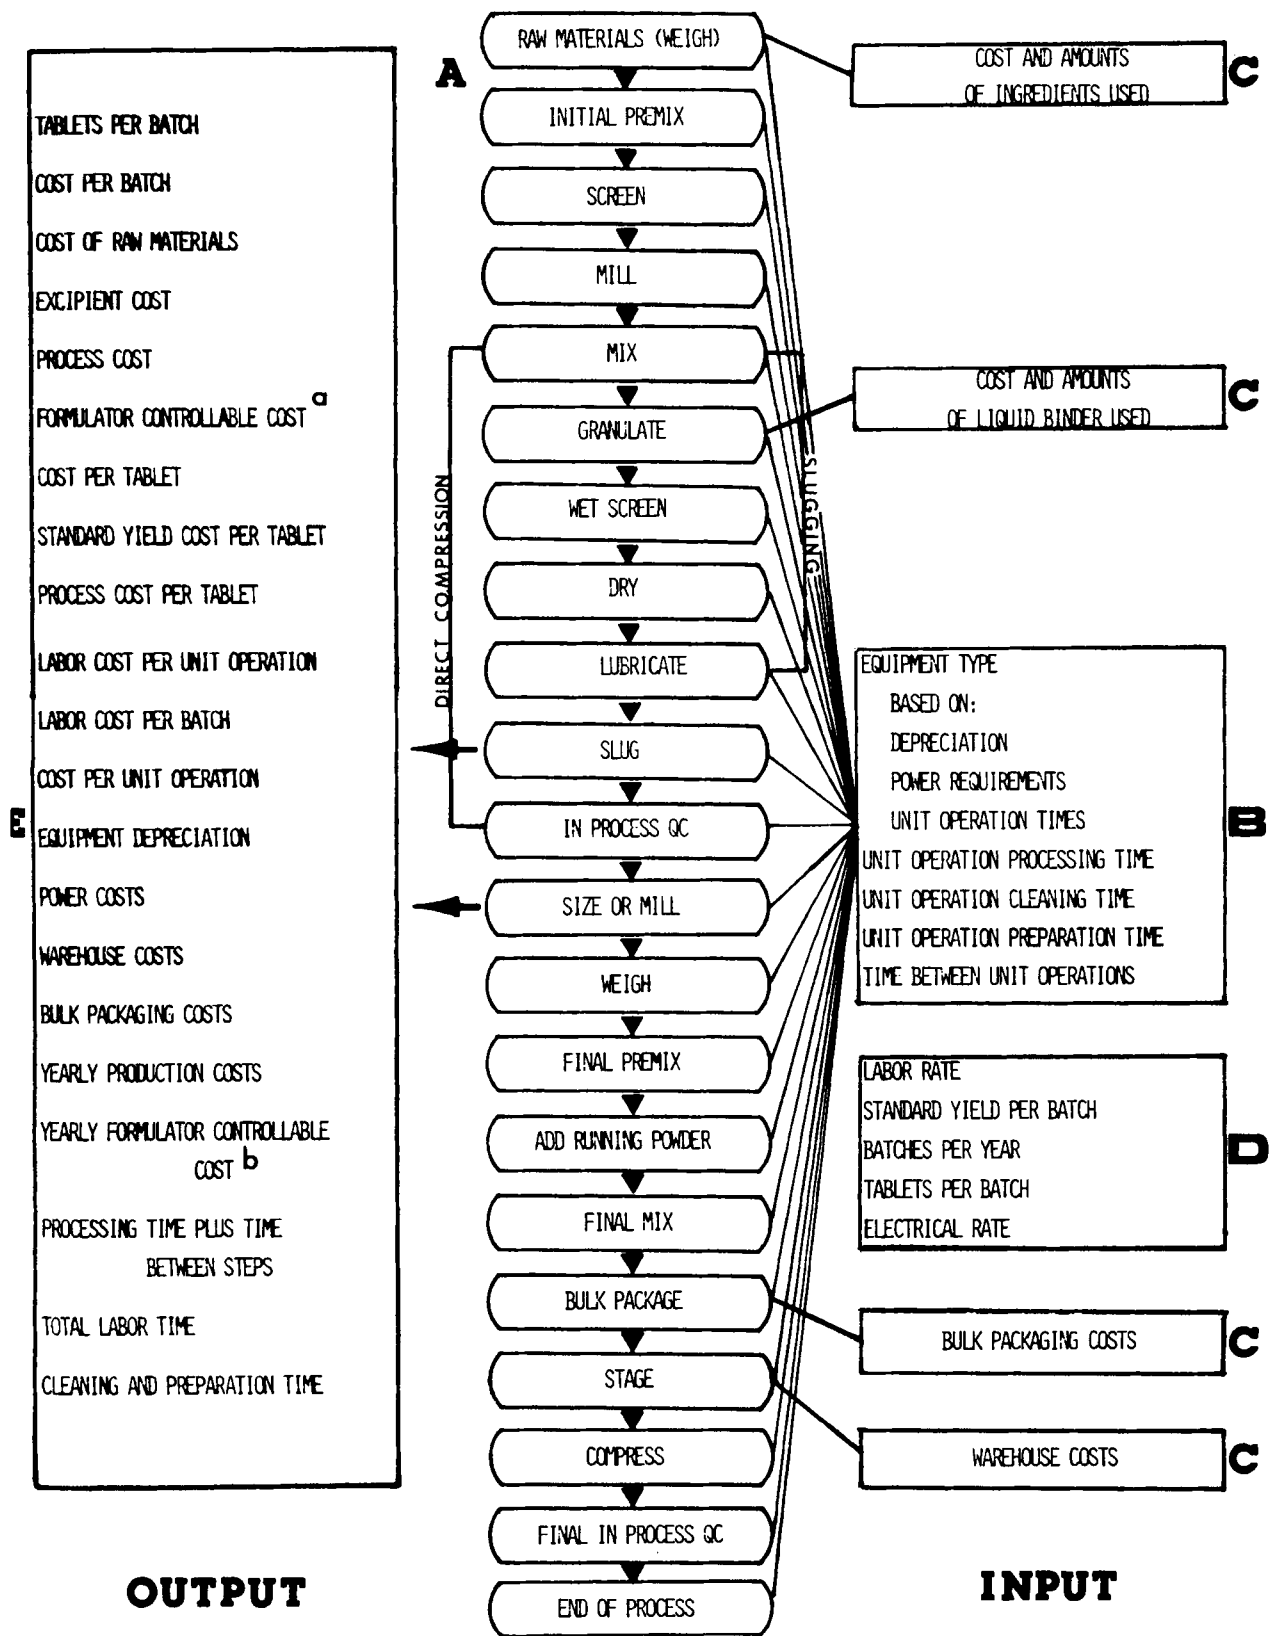 A
RAW MATERIALS (WEIGH)
INITIAL PREMIX
SCREEN
MILL
MIX
GRANULATE
WET SCREEN
DRY
LUBRICATE
SLUG
IN PROCESS QC
SIZE OR MILL
WEIGH
FINAL PREMIX
ADD RUNNING POWDER
FINAL MIX
BULK PACKAGE
STAGE
COMPRESS
FINAL IN PROCESS QC
END OF PROCESS
DIRECT COMPRESSION
SLUGGING
E
TABLETS PER BATCH
COST PER BATCH
COST OF RAW MATERIALS
EXCIPIENT COST
PROCESS COST
FORMULATOR CONTROLLABLE COST a
COST PER TABLET
STANDARD YIELD COST PER TABLET
PROCESS COST PER TABLET
LABOR COST PER UNIT OPERATION
LABOR COST PER BATCH
COST PER UNIT OPERATION
EQUIPMENT DEPRECIATION
POWER COSTS
WAREHOUSE COSTS
BULK PACKAGING COSTS
YEARLY PRODUCTION COSTS
YEARLY FORMULATOR CONTROLLABLE
COST b
PROCESSING TIME PLUS TIME
BETWEEN STEPS
TOTAL LABOR TIME
CLEANING AND PREPARATION TIME
OUTPUT
COST AND AMOUNTS
OF INGREDIENTS USED
C
COST AND AMOUNTS
OF LIQUID BINDER USED
C
EQUIPMENT TYPE
BASED ON:
DEPRECIATION
POWER REQUIREMENTS
UNIT OPERATION TIMES
UNIT OPERATION PROCESSING TIME
UNIT OPERATION CLEANING TIME
UNIT OPERATION PREPARATION TIME
TIME BETWEEN UNIT OPERATIONS
B
LABOR RATE
STANDARD YIELD PER BATCH
BATCHES PER YEAR
TABLETS PER BATCH
ELECTRICAL RATE
D
BULK PACKAGING COSTS
C
WAREHOUSE COSTS
C
INPUT